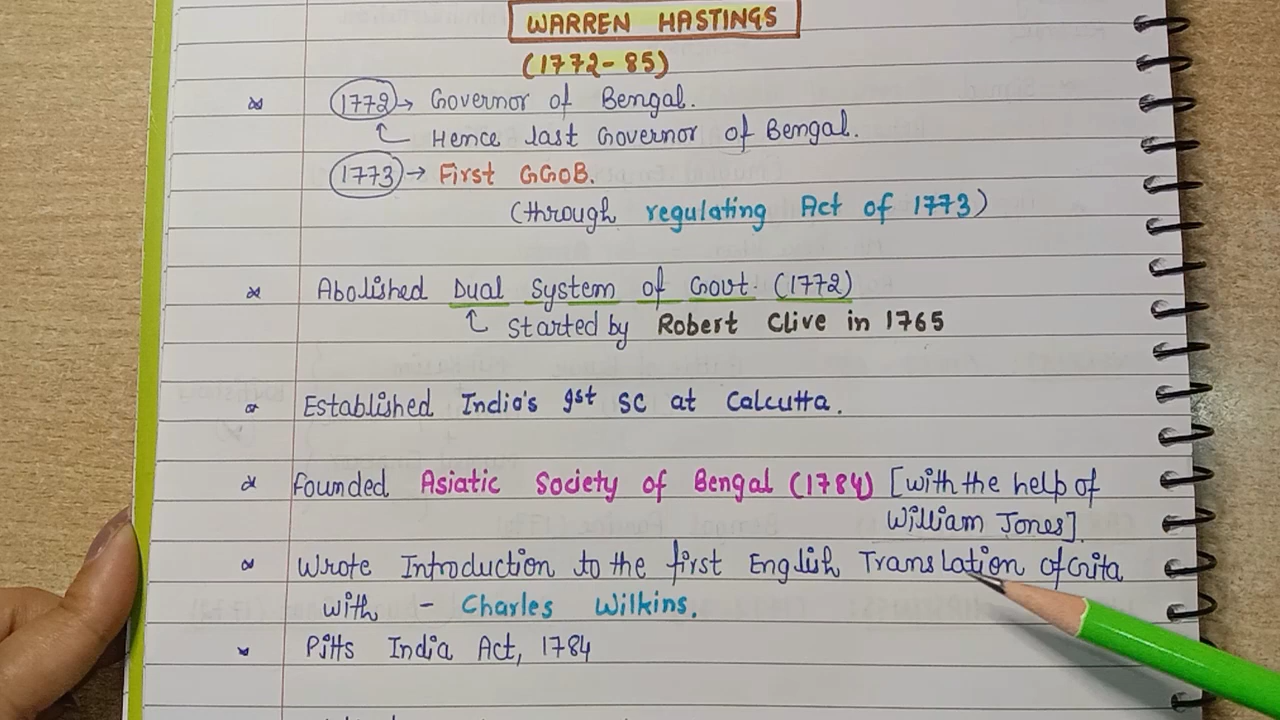 WARREN HASTINGS
(1772-85)
1772 → Governor of Bengal.
Hence last Governor of Bengal.
1773 → First GGOB.
(through regulating Act of 1773)
Abolished Dual System of Govt. (1772)
started by Robert Clive in 1765
Established India's 1st SC at Calcutta.
Founded Asiatic Society of Bengal (1784) [with the help of
William Jones].
Wrote Introduction to the first English Translation of Gita
with - Charles Wilkins.
Pitts India Act, 1784